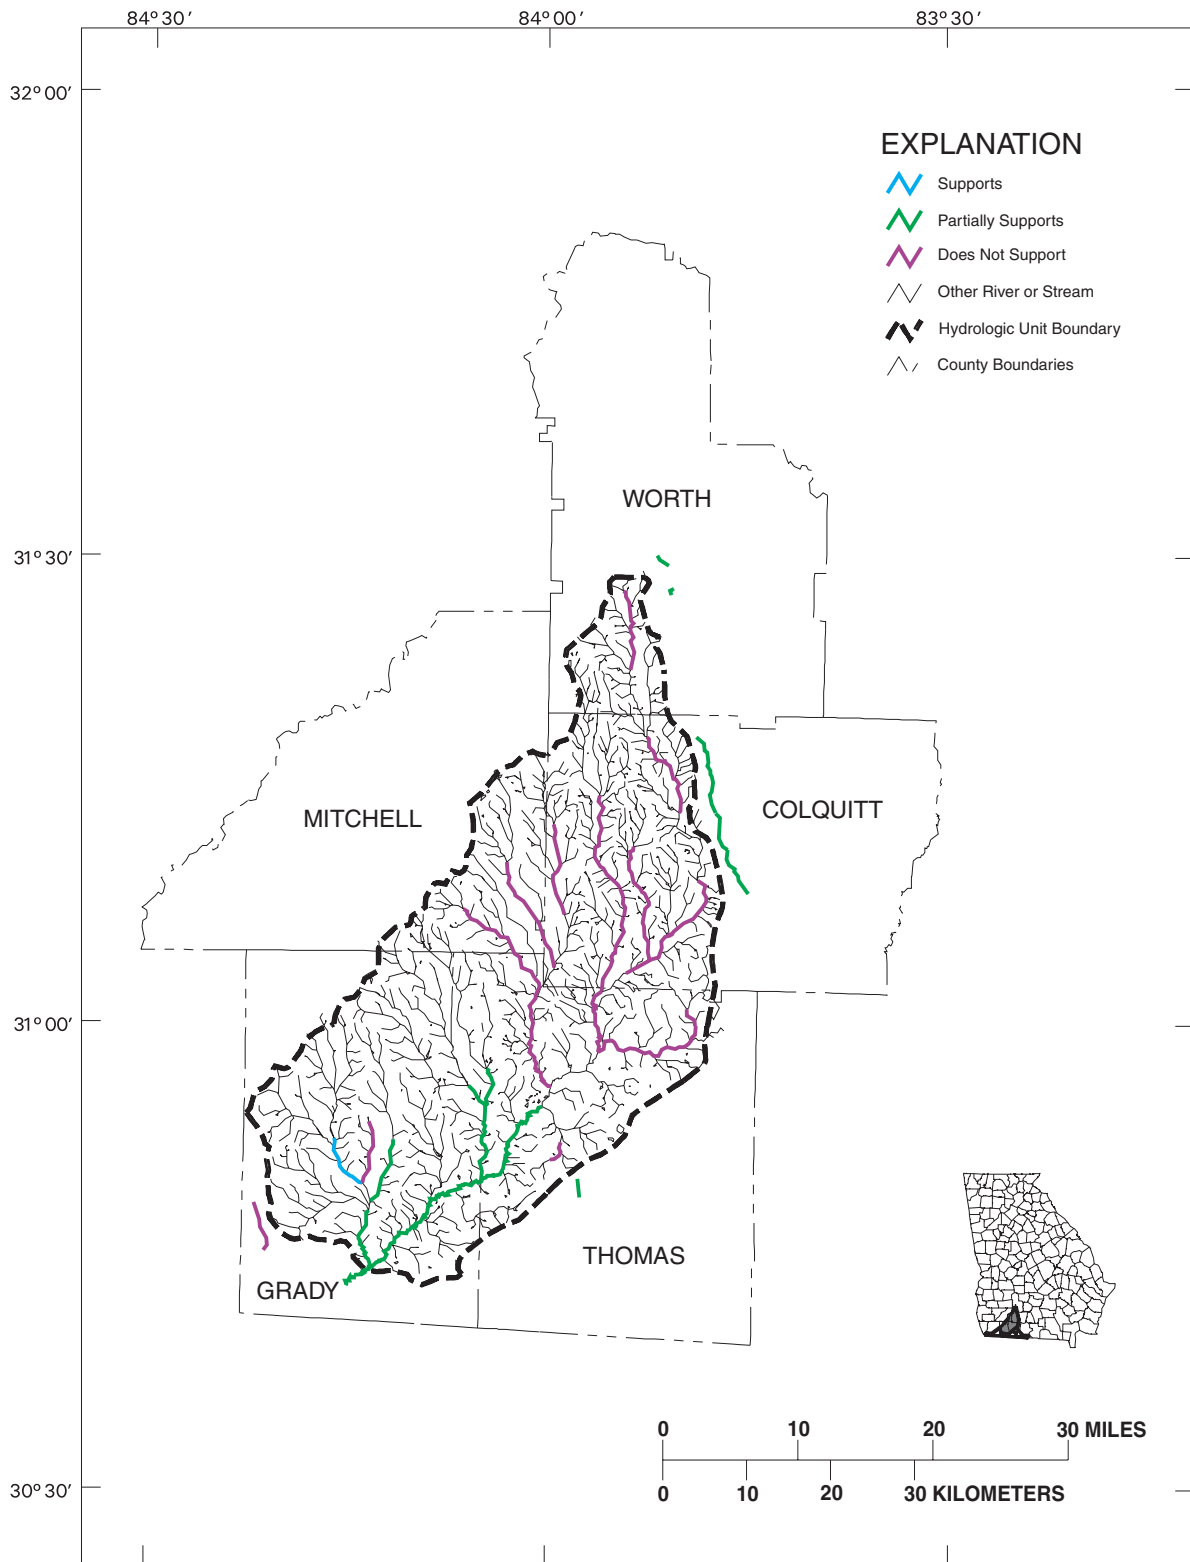 84° 30′
84° 00′
83° 30′
32° 00′
EXPLANATION
Supports
Partially Supports
Does Not Support
Other River or Stream
Hydrologic Unit Boundary
County Boundaries
WORTH
31° 30′
MITCHELL
COLQUITT
31° 00′
THOMAS
GRADY
0 10 20 30 MILES
0 10 20 30 KILOMETERS
30° 30′